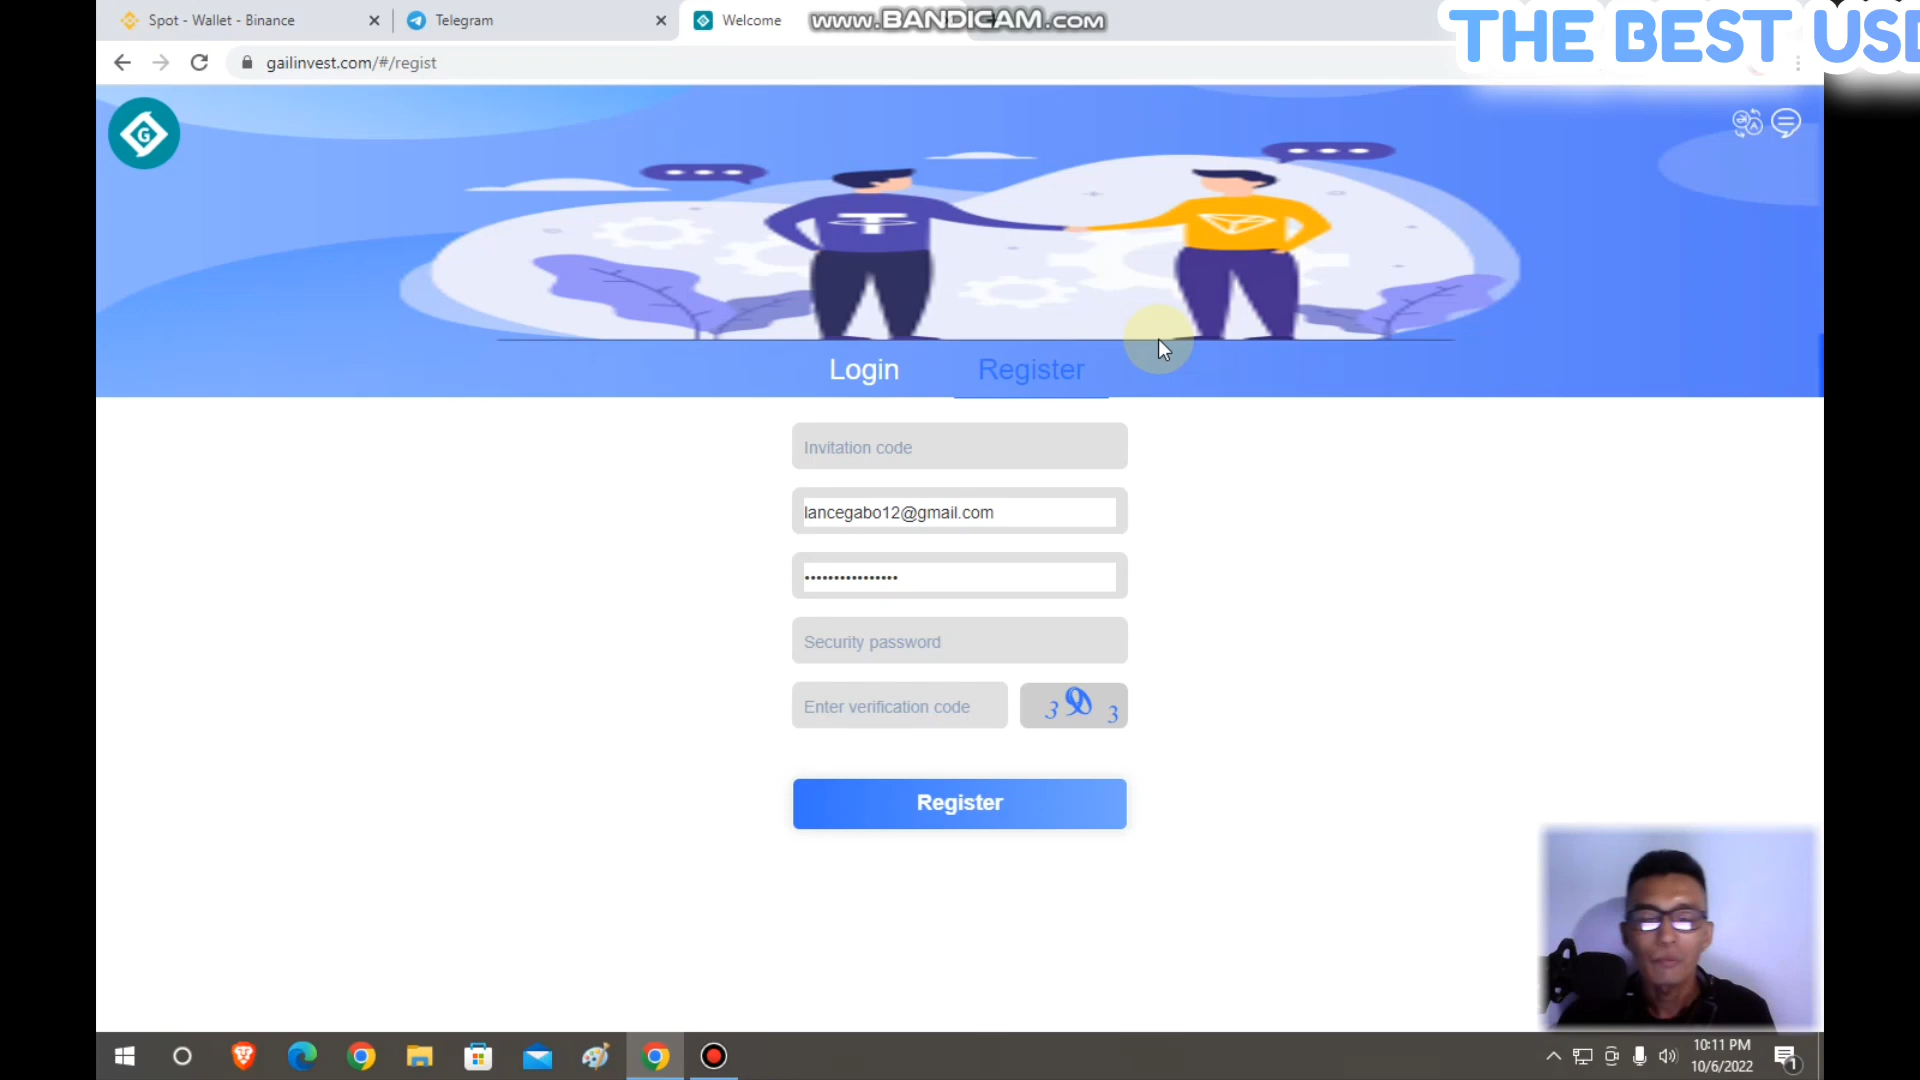 Spot - Wallet - Binance
Telegram
Welcome
www.BANDICAM.com
THE BEST USD
gailinvest.com/#/regist
G
Login
Register
Invitation code
lancegabo12@gmail.com
Security password
Enter verification code
Register
10:11 PM
10/6/2022
1